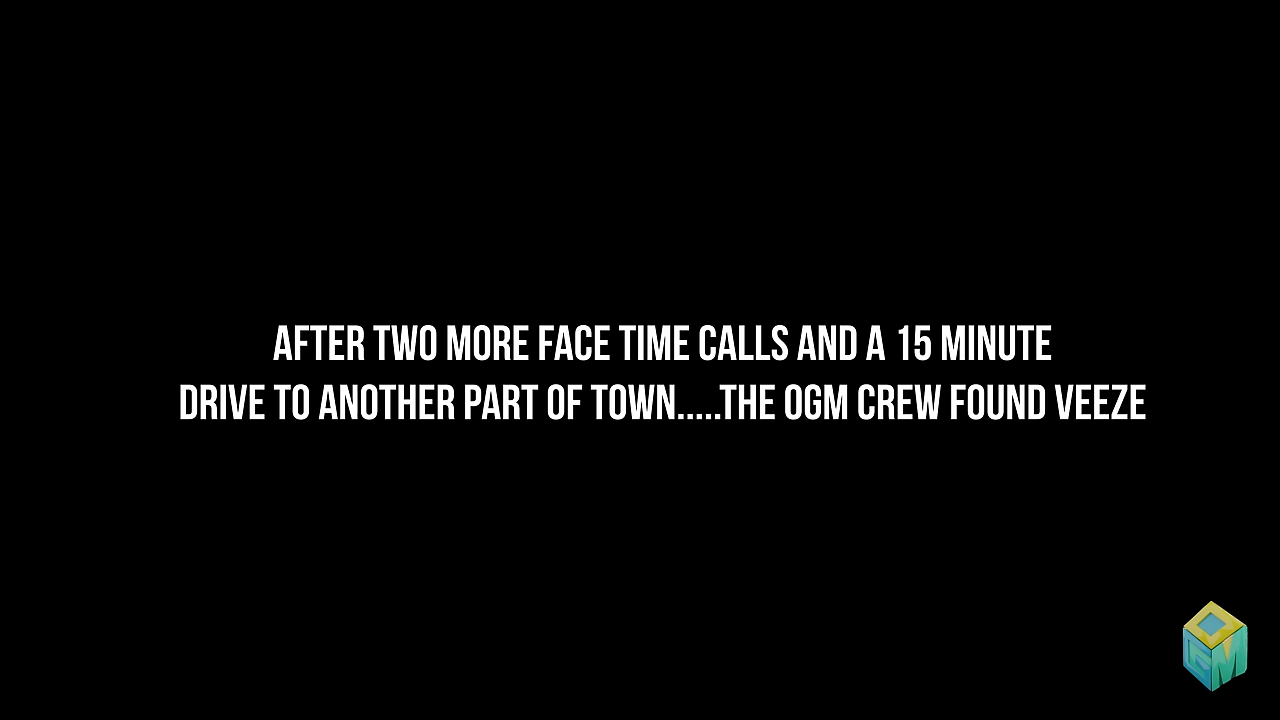 AFTER TWO MORE FACE TIME CALLS AND A 15 MINUTE
DRIVE TO ANOTHER PART OF TOWN.....THE OGM CREW FOUND VEEZE
OGM